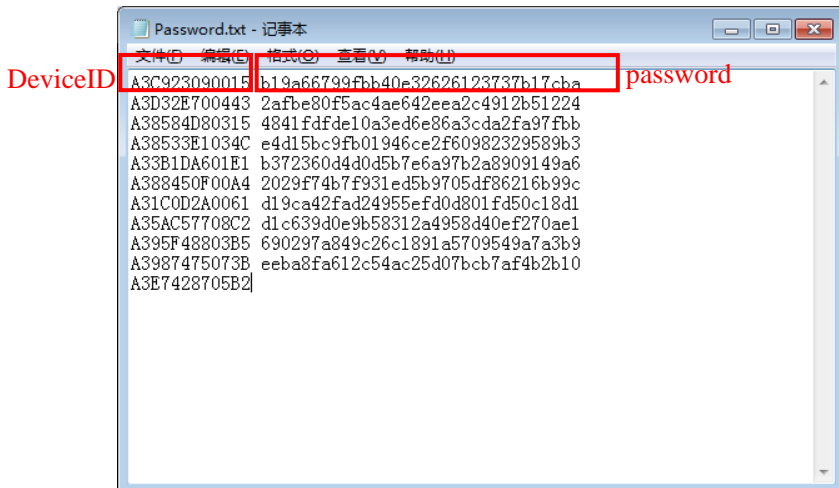 Password.txt - 记事本
文件(F) 编辑(E) 格式(O) 查看(V) 帮助(H)
DeviceID
password
A3C923090015 b19a66799fbb40e32626123737b17cba
A3D32E700443 2afbe80f5ac4ae642eea2c4912b51224
A38584D80315 4841fdfde10a3ed6e86a3cda2fa97fbb
A38533E1034C e4d15bc9fb01946ce2f60982329589b3
A33B1DA601E1 b372360d4d0d5b7e6a97b2a8909149a6
A388450F00A4 2029f74b7f931ed5b9705df86216b99c
A31C0D2A0061 d19ca42fad24955efd0d801fd50c18d1
A35AC57708C2 d1c639d0e9b58312a4958d40ef270ae1
A395F48803B5 690297a849c26c1891a5709549a7a3b9
A3987475073B eeba8fa612c54ac25d07bcb7af4b2b10
A3E7428705B2